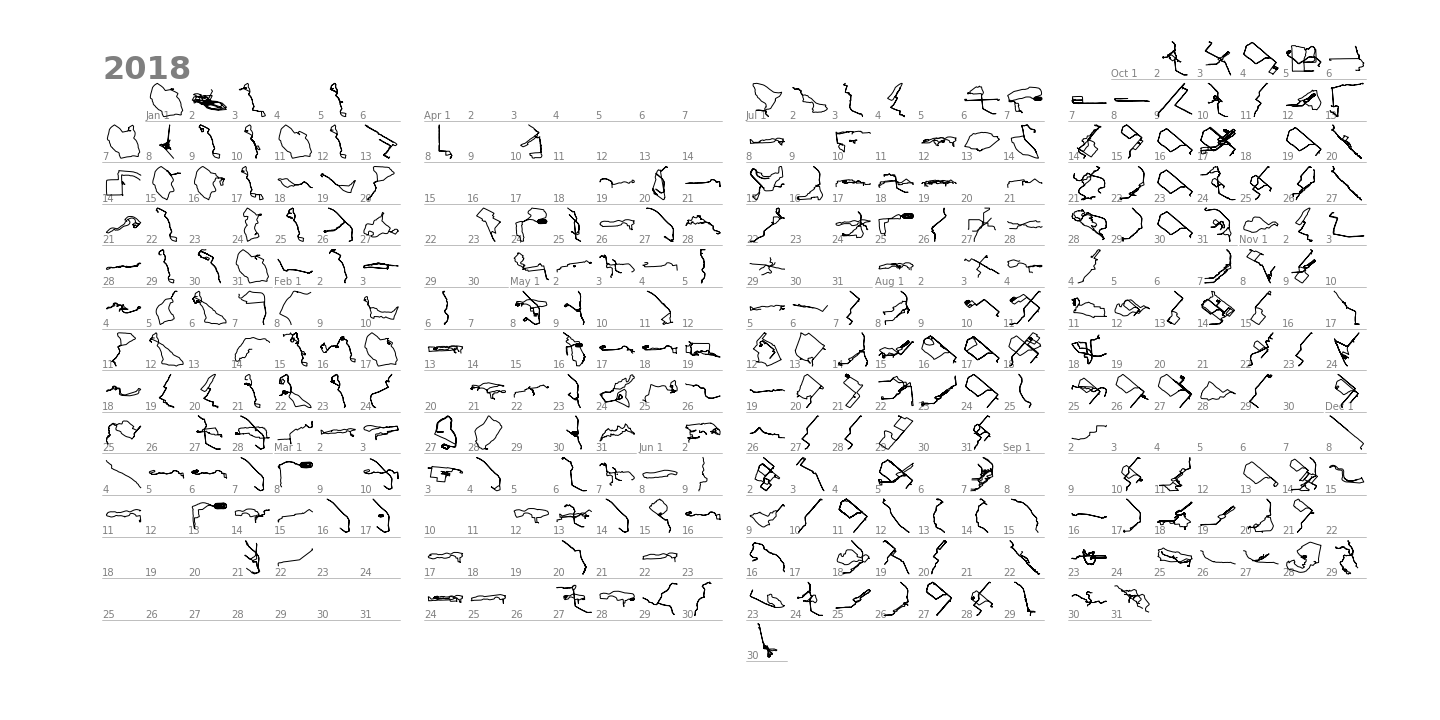 2018
Jan 1 2 3 4 5 6
7 8 9 10 11 12 13
14 15 16 17 18 19 20
21 22 23 24 25 26 27
28 29 30 31 Feb 1 2 3
4 5 6 7 8 9 10
11 12 13 14 15 16 17
18 19 20 21 22 23 24
25 26 27 28 Mar 1 2 3
4 5 6 7 8 9 10
11 12 13 14 15 16 17
18 19 20 21 22 23 24
25 26 27 28 29 30 31
Apr 1 2 3 4 5 6 7
8 9 10 11 12 13 14
15 16 17 18 19 20 21
22 23 24 25 26 27 28
29 30 May 1 2 3 4 5
6 7 8 9 10 11 12
13 14 15 16 17 18 19
20 21 22 23 24 25 26
27 28 29 30 31 Jun 1 2
3 4 5 6 7 8 9
10 11 12 13 14 15 16
17 18 19 20 21 22 23
24 25 26 27 28 29 30
Jul 1 2 3 4 5 6 7
8 9 10 11 12 13 14
15 16 17 18 19 20 21
22 23 24 25 26 27 28
29 30 31 Aug 1 2 3 4
5 6 7 8 9 10 11
12 13 14 15 16 17 18
19 20 21 22 23 24 25
26 27 28 29 30 31 Sep 1
2 3 4 5 6 7 8
9 10 11 12 13 14 15
16 17 18 19 20 21 22
23 24 25 26 27 28 29
30
Oct 1 2 3 4 5 6
7 8 9 10 11 12 13
14 15 16 17 18 19 20
21 22 23 24 25 26 27
28 29 30 31 Nov 1 2 3
4 5 6 7 8 9 10
11 12 13 14 15 16 17
18 19 20 21 22 23 24
25 26 27 28 29 30 Dec 1
2 3 4 5 6 7 8
9 10 11 12 13 14 15
16 17 18 19 20 21 22
23 24 25 26 27 28 29
30 31